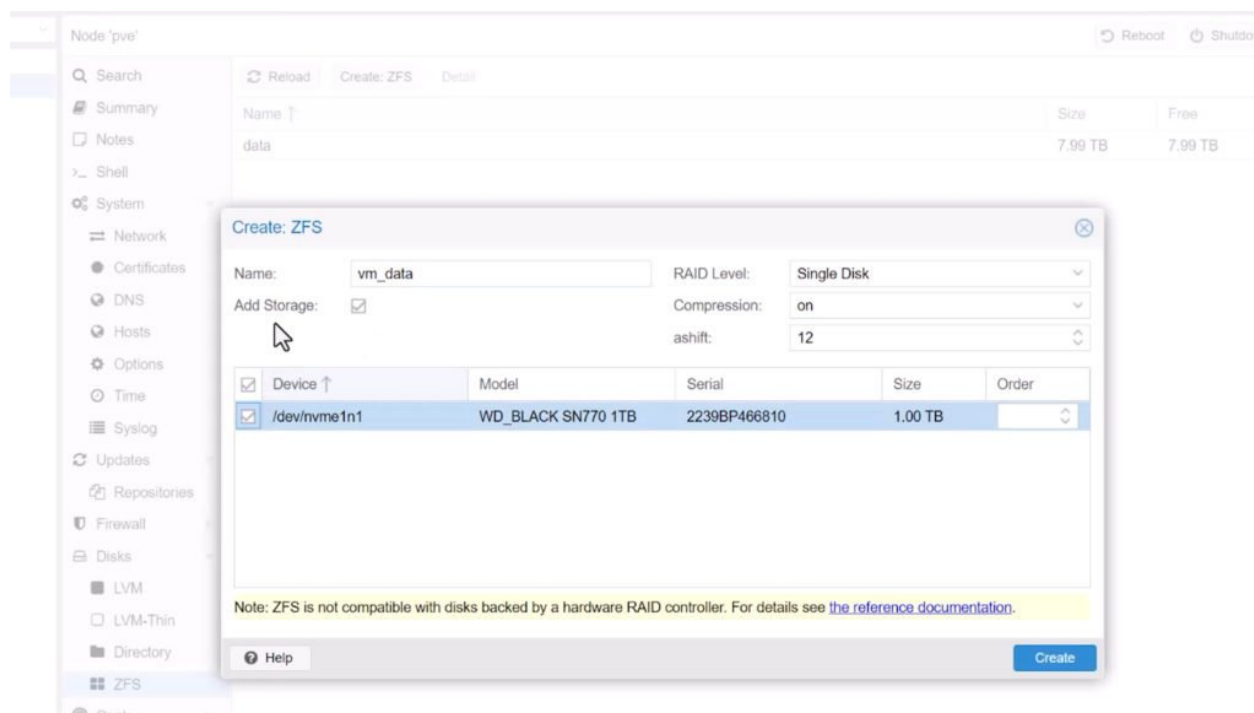 Node 'pve'
Reboot
Search
Reload Create: ZFS Detail
Summary
Name Size Free
Notes
data 7.99 TB 7.99 TB
Shell
System
Network
Certificates
DNS
Hosts
Options
Time
Syslog
Updates
Repositories
Firewall
Disks
LVM
LVM-Thin
Directory
ZFS
Create: ZFS
Name: vm_data RAID Level: Single Disk
Add Storage: Compression: on
ashift: 12
Device Model Serial Size Order
/dev/nvme1n1 WD_BLACK SN770 1TB 2239BP466810 1.00 TB
Note: ZFS is not compatible with disks backed by a hardware RAID controller. For details see the reference documentation.
Help Create